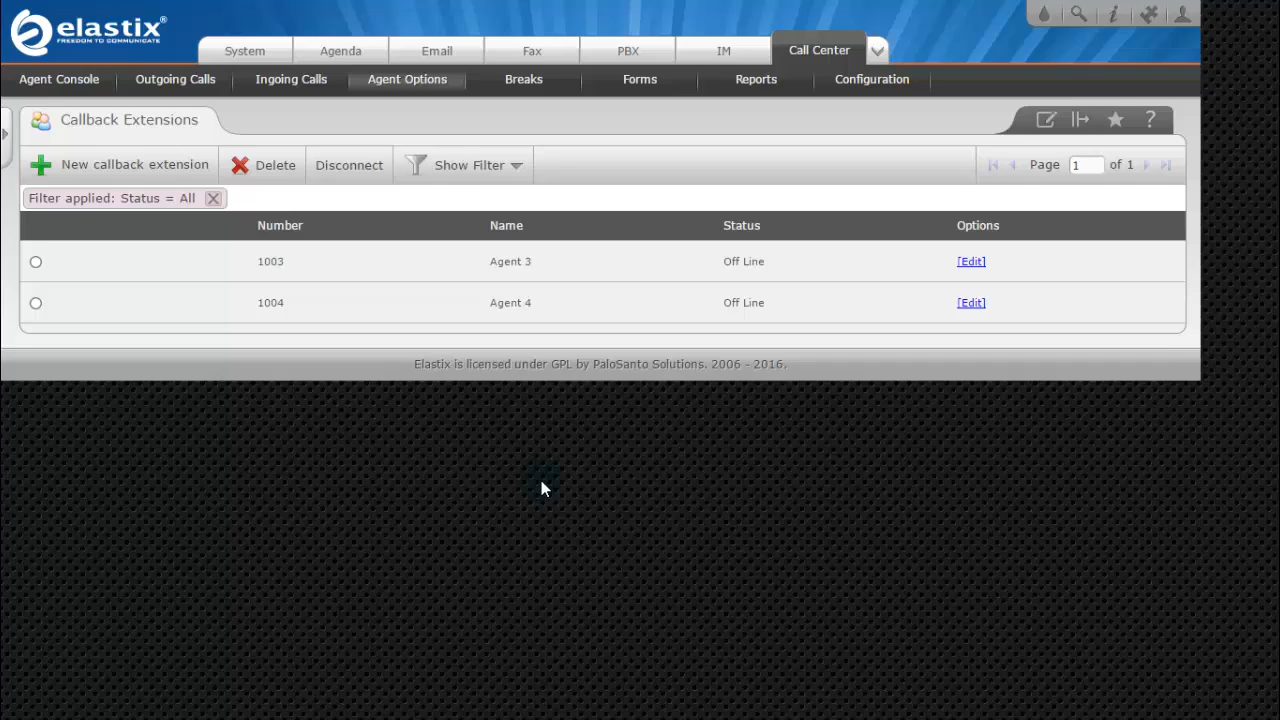 elastix®
FREEDOM TO COMMUNICATE
System Agenda Email Fax PBX IM Call Center
Agent Console Outgoing Calls Ingoing Calls Agent Options Breaks Forms Reports Configuration
Callback Extensions
?
New callback extension Delete Disconnect Show Filter Page 1 of 1
Filter applied: Status = All
Number Name Status Options
1003 Agent 3 Off Line [Edit]
1004 Agent 4 Off Line [Edit]
Elastix is licensed under GPL by PaloSanto Solutions. 2006 - 2016.